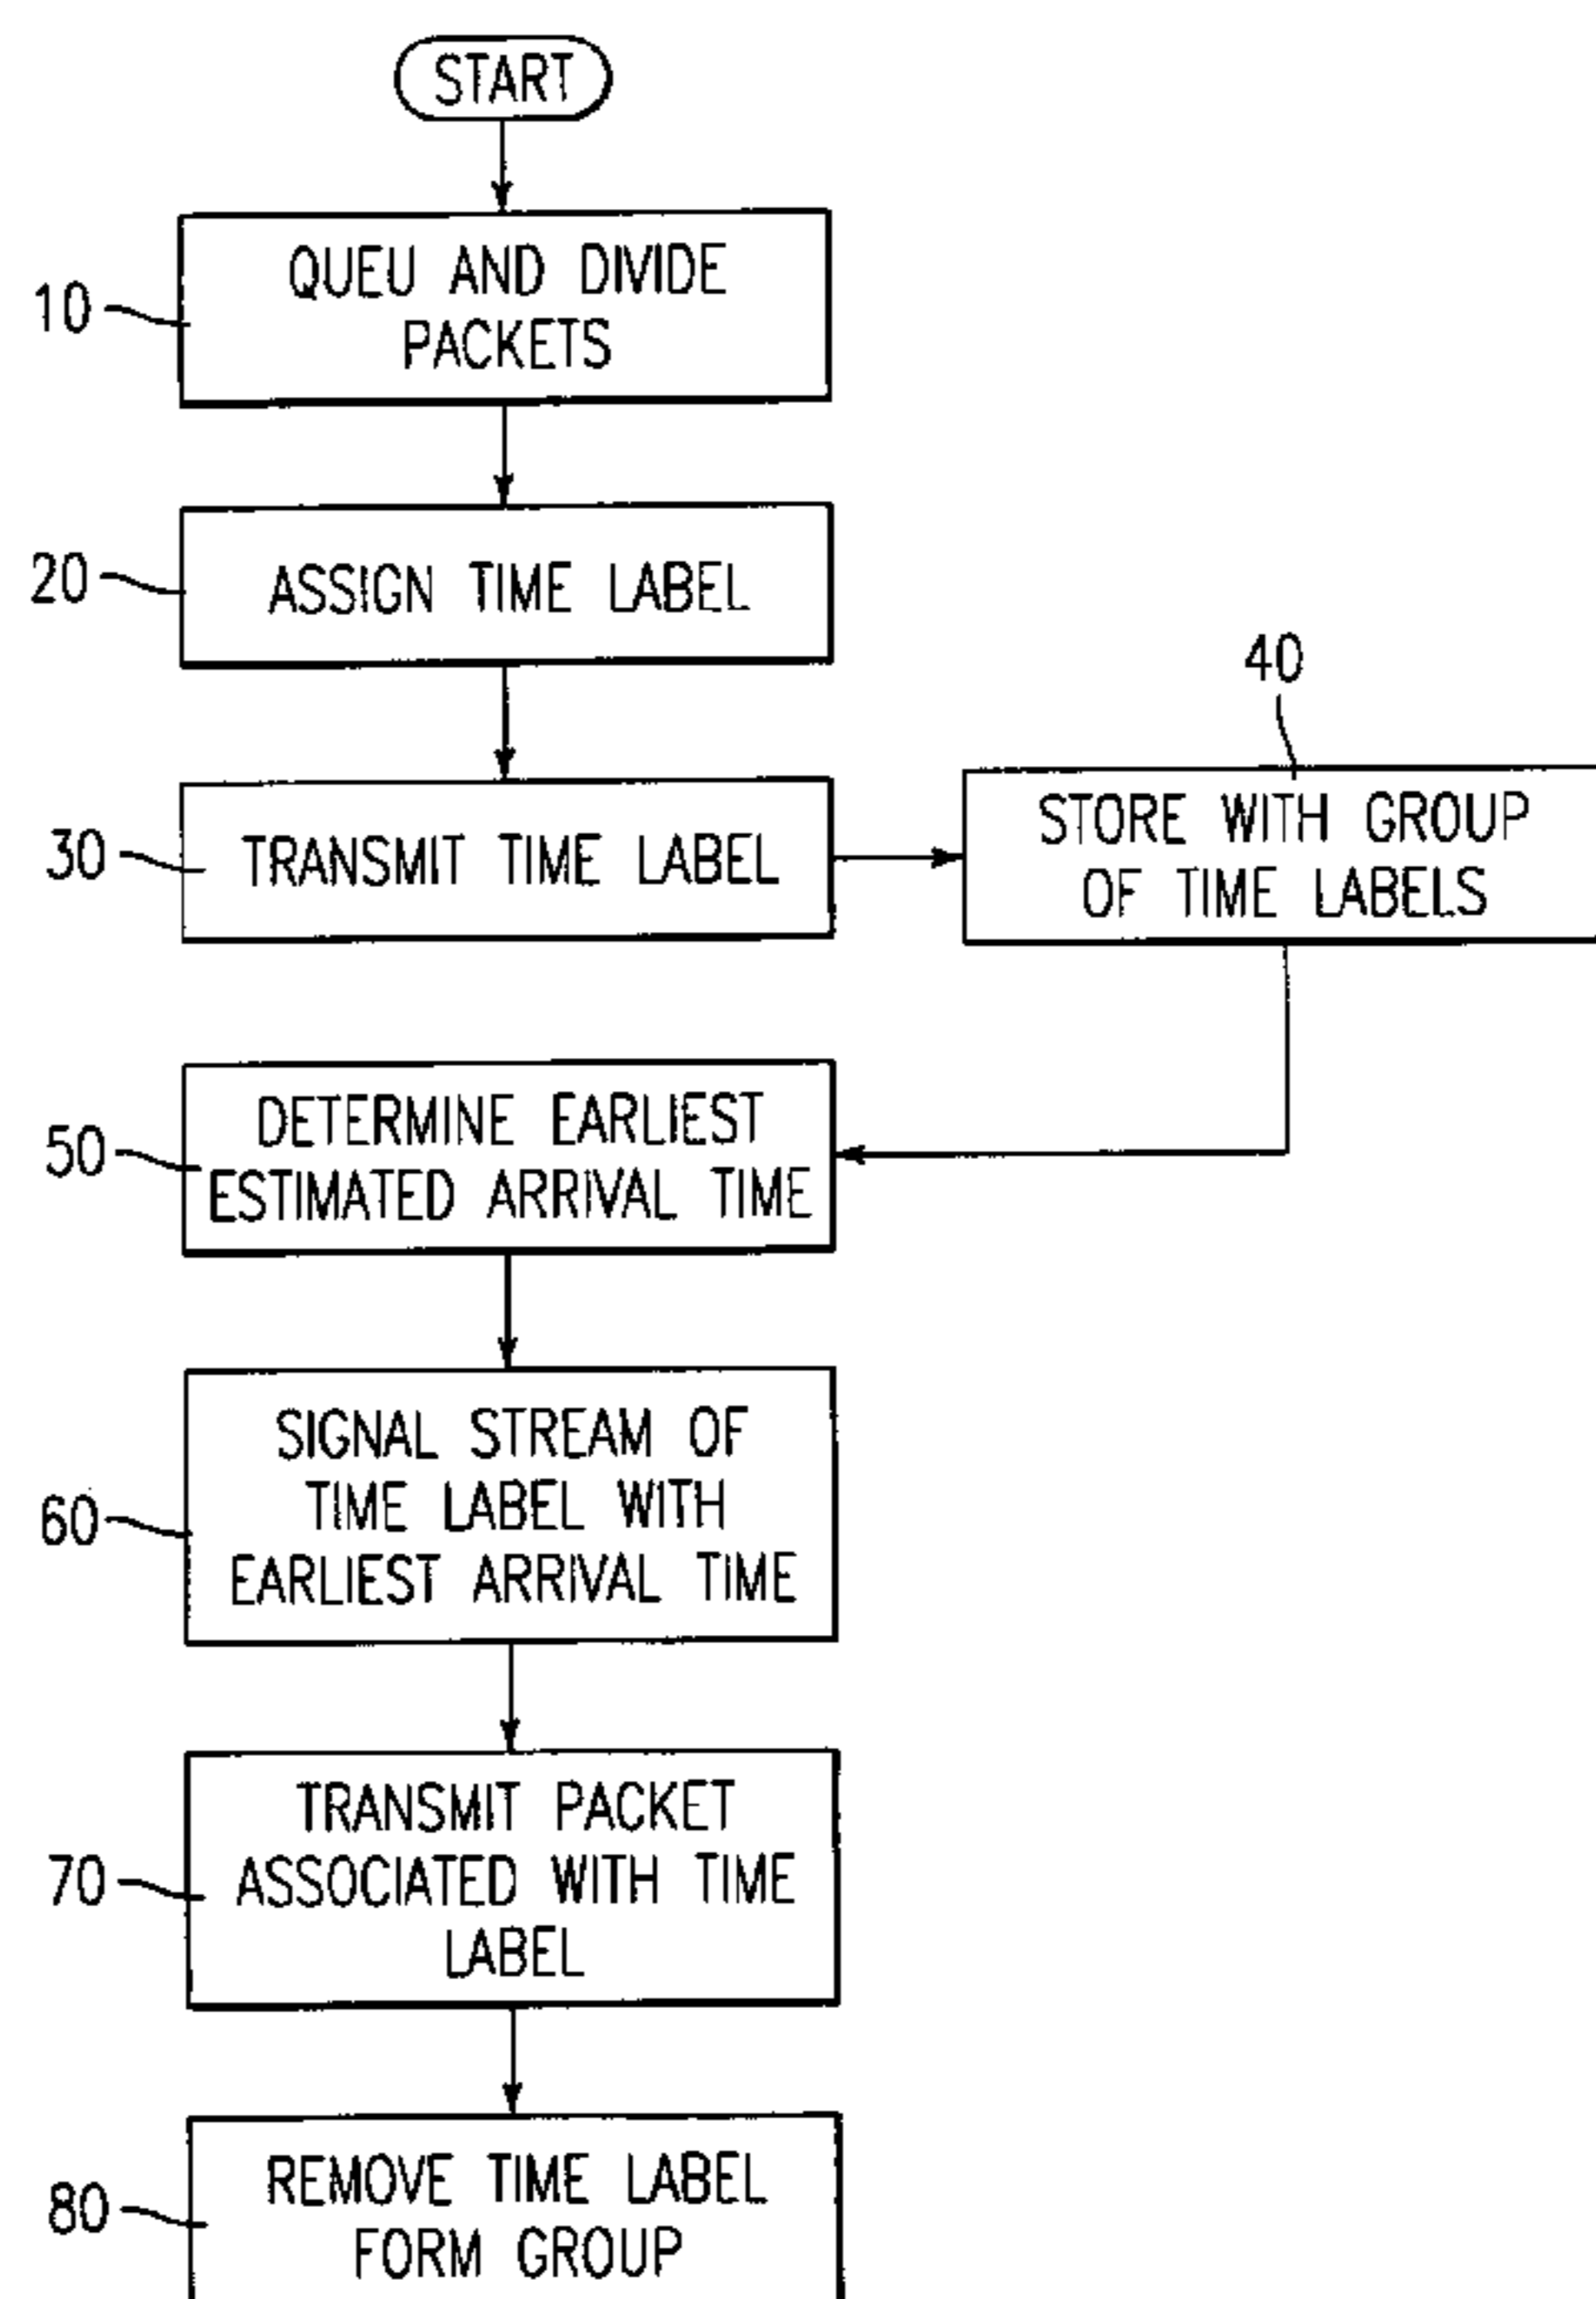 START
10
QUEU AND DIVIDE
PACKETS
20
ASSIGN TIME LABEL
30
TRANSMIT TIME LABEL
40
STORE WITH GROUP
OF TIME LABELS
50
DETERMINE EARLIEST
ESTIMATED ARRIVAL TIME
60
SIGNAL STREAM OF
TIME LABEL WITH
EARLIEST ARRIVAL TIME
70
TRANSMIT PACKET
ASSOCIATED WITH TIME
LABEL
80
REMOVE TIME LABEL
FORM GROUP